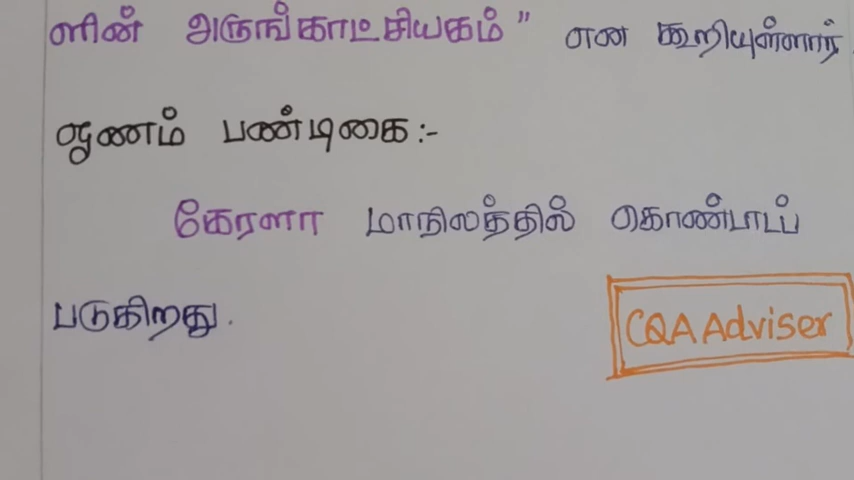 ளின் அருங்காட்சியகம்" என கூறியுள்ளார்.
ஓணம் பண்டிகை:-
கேரளா மாநிலத்தில் கொண்டாடப்
படுகிறது.
CQA Adviser